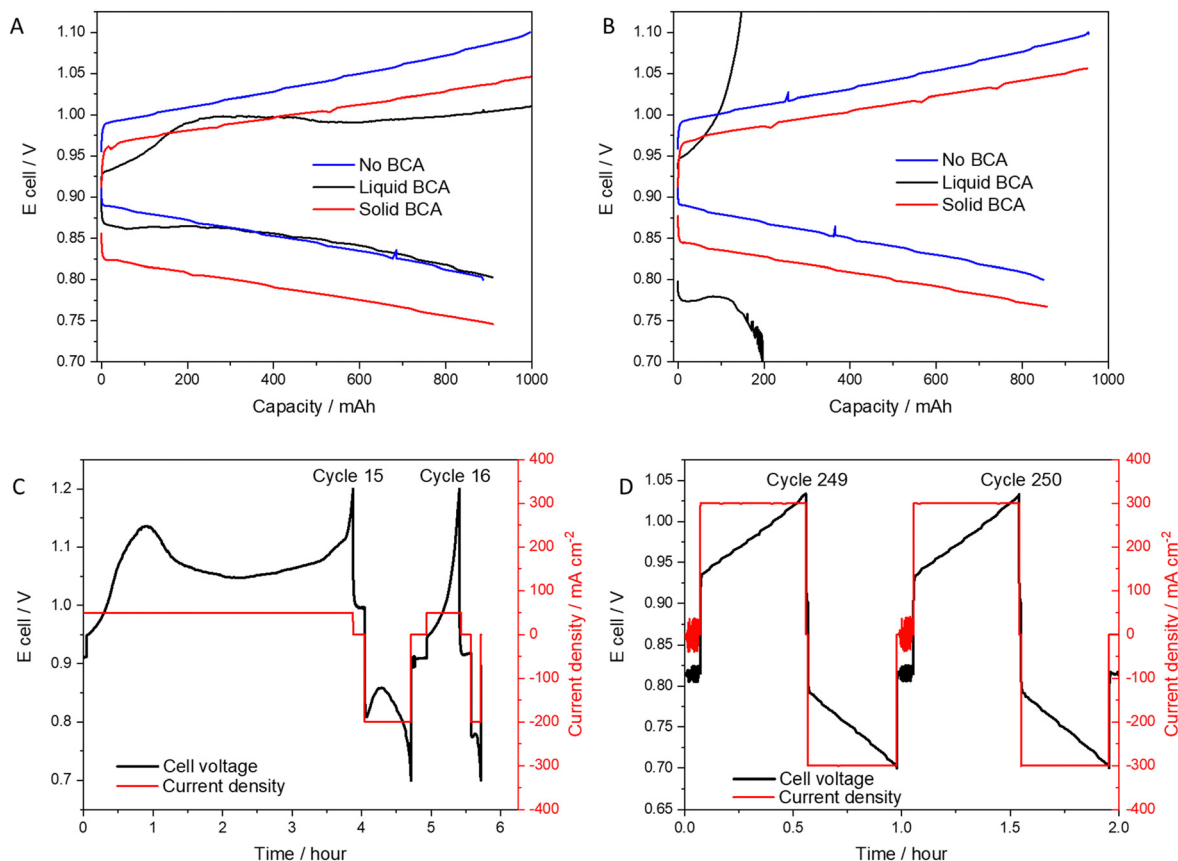 A
E cell / V
1.10
1.05
1.00
0.95
0.90
0.85
0.80
0.75
0.70
No BCA
Liquid BCA
Solid BCA
0 200 400 600 800 1000
Capacity / mAh
B
E cell / V
1.10
1.05
1.00
0.95
0.90
0.85
0.80
0.75
0.70
No BCA
Liquid BCA
Solid BCA
0 200 400 600 800 1000
Capacity / mAh
C
E cell / V
1.2
1.1
1.0
0.9
0.8
0.7
Cycle 15 Cycle 16
Cell voltage
Current density
400
300
200
100
0
-100
-200
-300
-400
Current density / mA cm-2
0 1 2 3 4 5 6
Time / hour
D
E cell / V
1.05
1.00
0.95
0.90
0.85
0.80
0.75
0.70
0.65
Cycle 249 Cycle 250
Cell voltage
Current density
400
300
200
100
0
-100
-200
-300
-400
Current density / mA cm-2
0.0 0.5 1.0 1.5 2.0
Time / hour